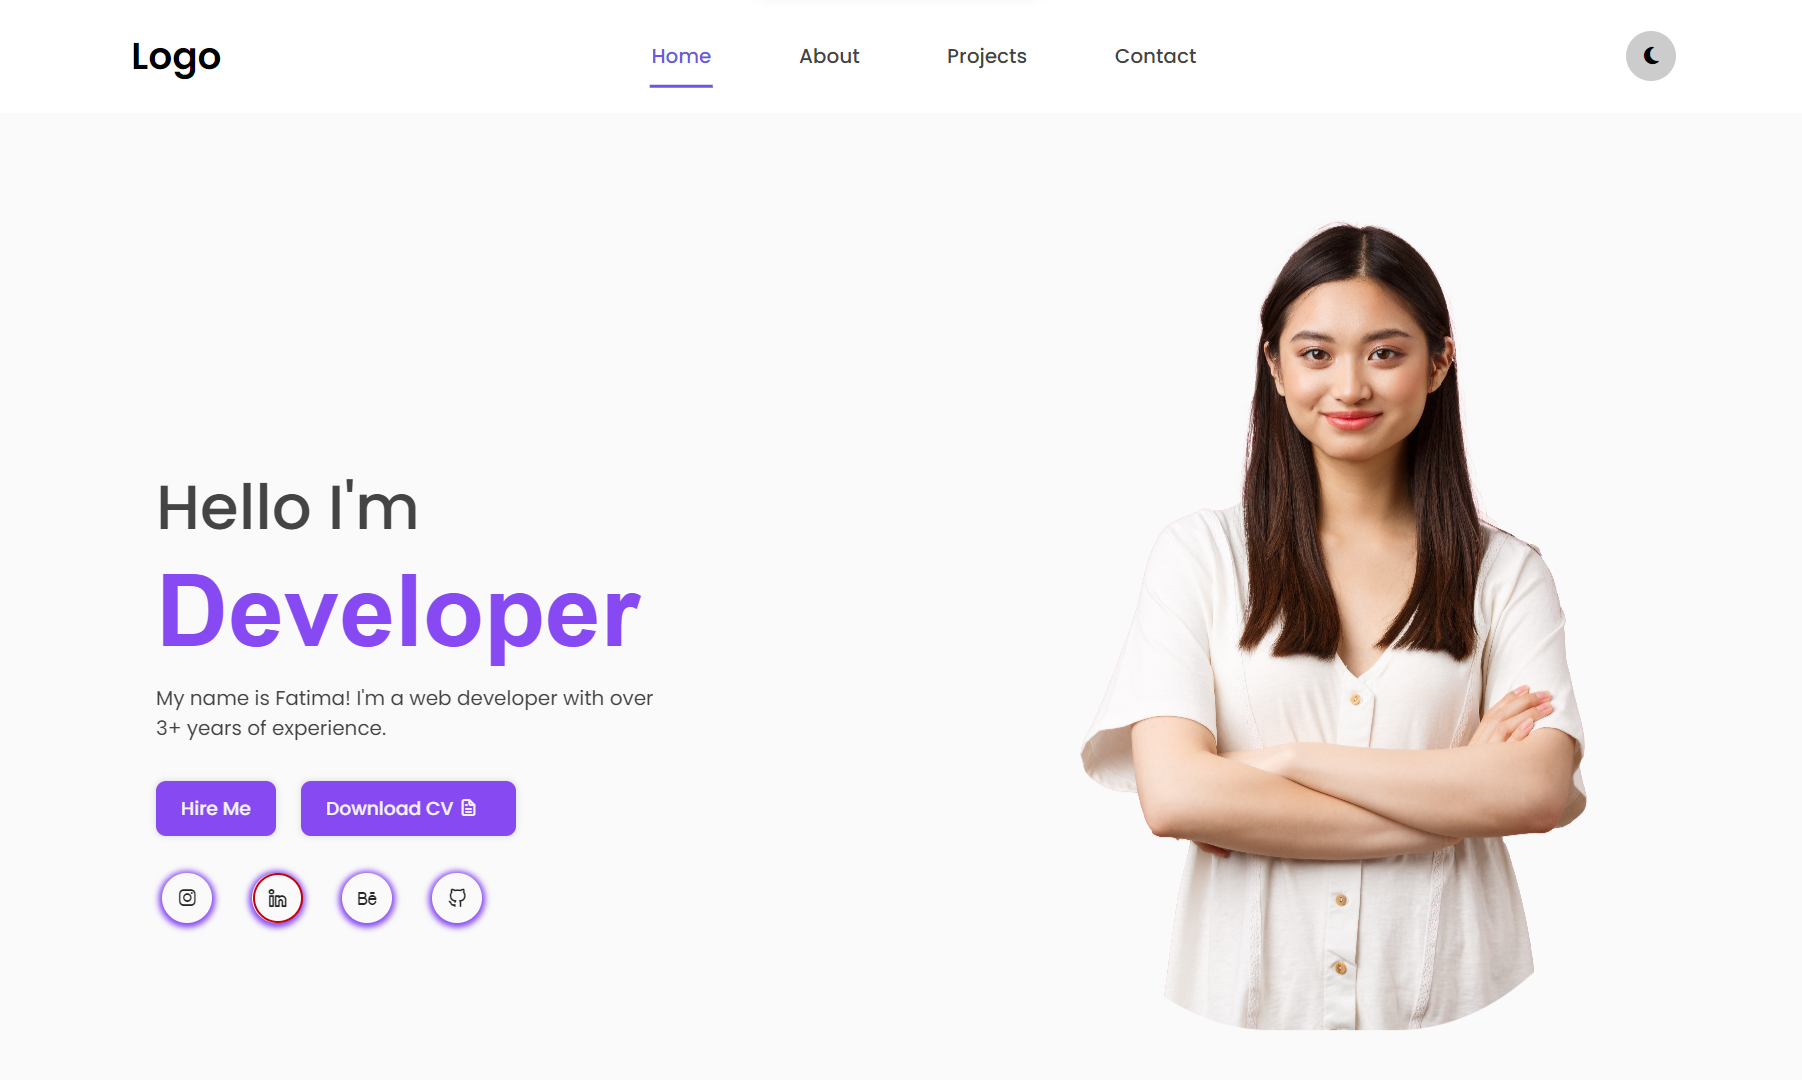 Logo
Home
About
Projects
Contact
Hello I'm
Developer
My name is Fatima! I'm a web developer with over
3+ years of experience.
Hire Me
Download CV
in
Bē